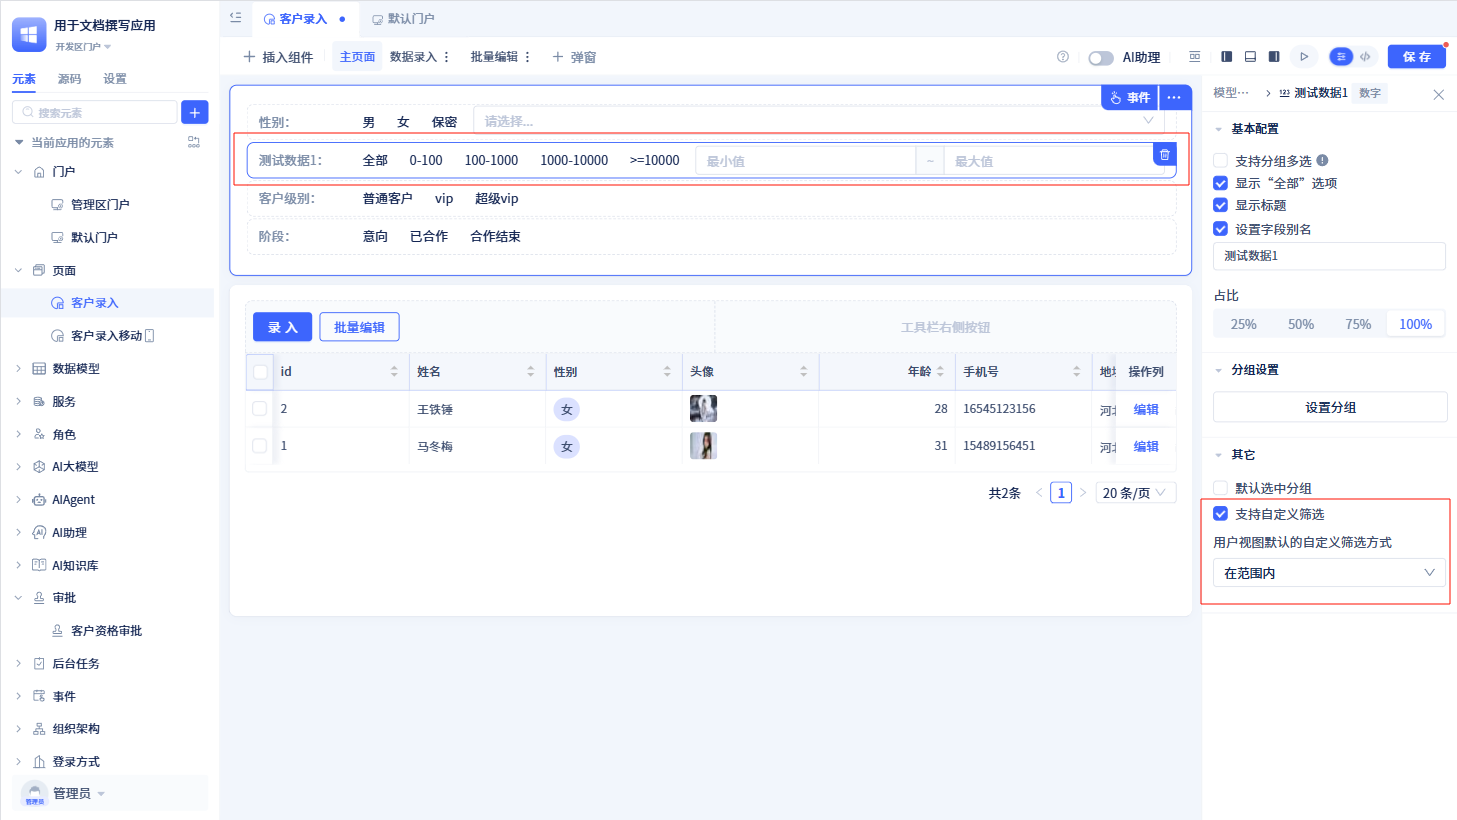 用于文档撰写应用
开发区门户
元素 源码 设置
搜索元素
当前应用的元素
门户
管理区门户
默认门户
页面
客户录入
客户录入移动
数据模型
服务
角色
AI大模型
AIAgent
AI助理
AI知识库
审批
客户资格审批
后台任务
事件
组织架构
登录方式
管理员
管理员
客户录入 默认门户
插入组件 主页面 数据录入 批量编辑 弹窗
AI助理 保存
事件
性别： 男 女 保密 请选择...
测试数据1： 全部 0-100 100-1000 1000-10000 >=10000 最小值 ~ 最大值
客户级别： 普通客户 vip 超级vip
阶段： 意向 已合作 合作结束
录 入 批量编辑 工具栏右侧按钮
id 姓名 性别 头像 年龄 手机号 操作列
2 王铁锤 女 28 16545123156 编辑
1 马冬梅 女 31 15489156451 编辑
共2条 1 20 条/页
模型··· 测试数据1 数字
基本配置
支持分组多选
显示“全部”选项
显示标题
设置字段别名
测试数据1
占比
25% 50% 75% 100%
分组设置
设置分组
其它
默认选中分组
支持自定义筛选
用户视图默认的自定义筛选方式
在范围内